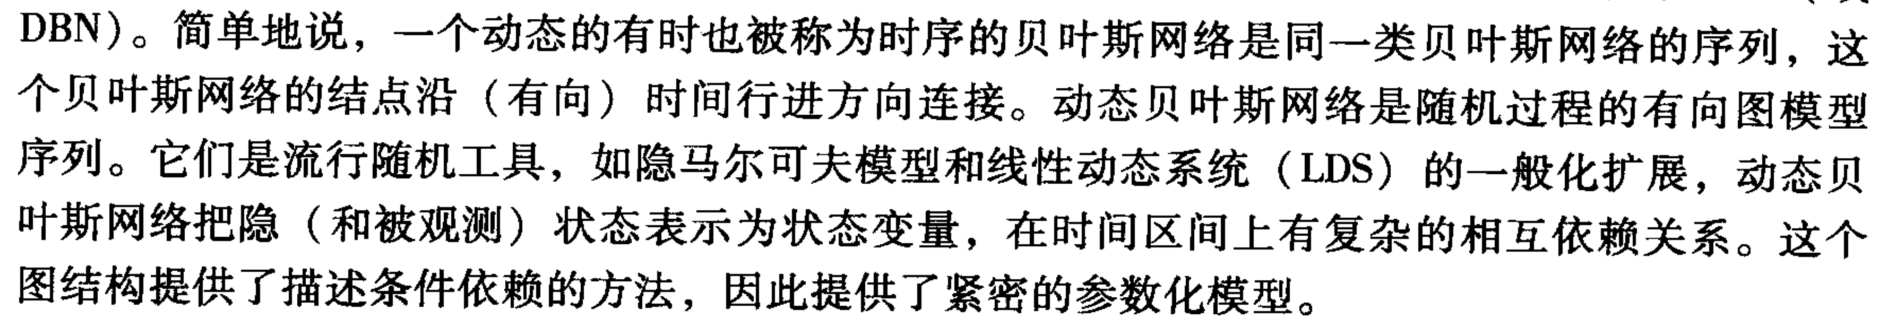 DBN)。简单地说，一个动态的有时也被称为时序的贝叶斯网络是同一类贝叶斯网络的序列，这
个贝叶斯网络的结点沿（有向）时间行进方向连接。动态贝叶斯网络是随机过程的有向图模型
序列。它们是流行随机工具，如隐马尔可夫模型和线性动态系统（LDS）的一般化扩展，动态贝
叶斯网络把隐（和被观测）状态表示为状态变量，在时间区间上有复杂的相互依赖关系。这个
图结构提供了描述条件依赖的方法，因此提供了紧密的参数化模型。